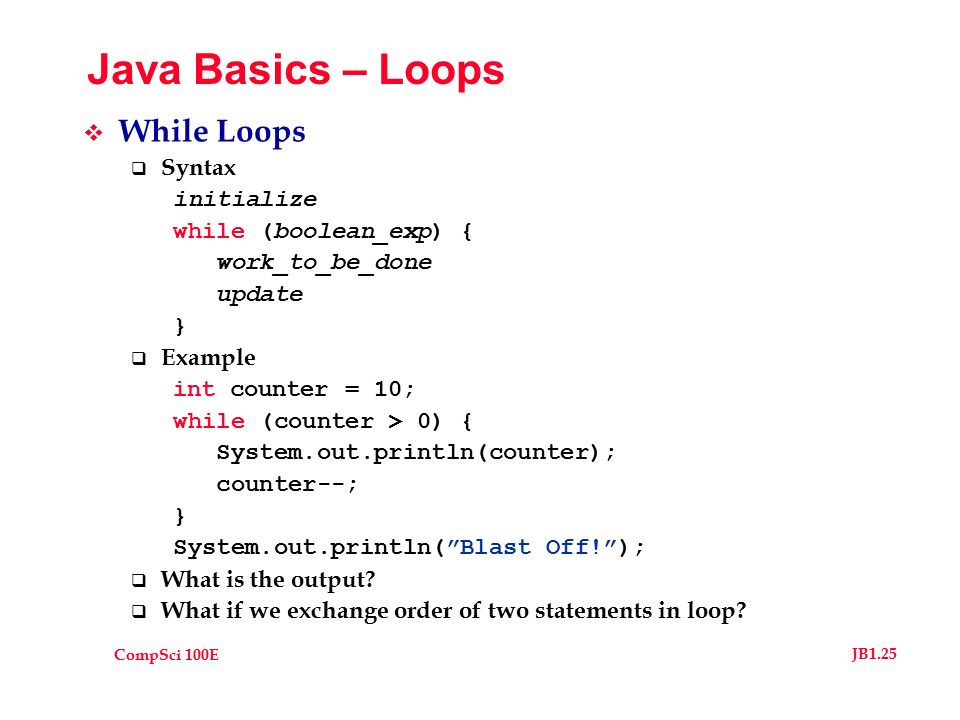 Java Basics – Loops
While Loops
Syntax
initialize
while (boolean_exp) {
work_to_be_done
update
}
Example
int counter = 10;
while (counter > 0) {
System.out.println(counter);
counter--;
}
System.out.println(”Blast Off!”);
What is the output?
What if we exchange order of two statements in loop?
CompSci 100E
JB1.25